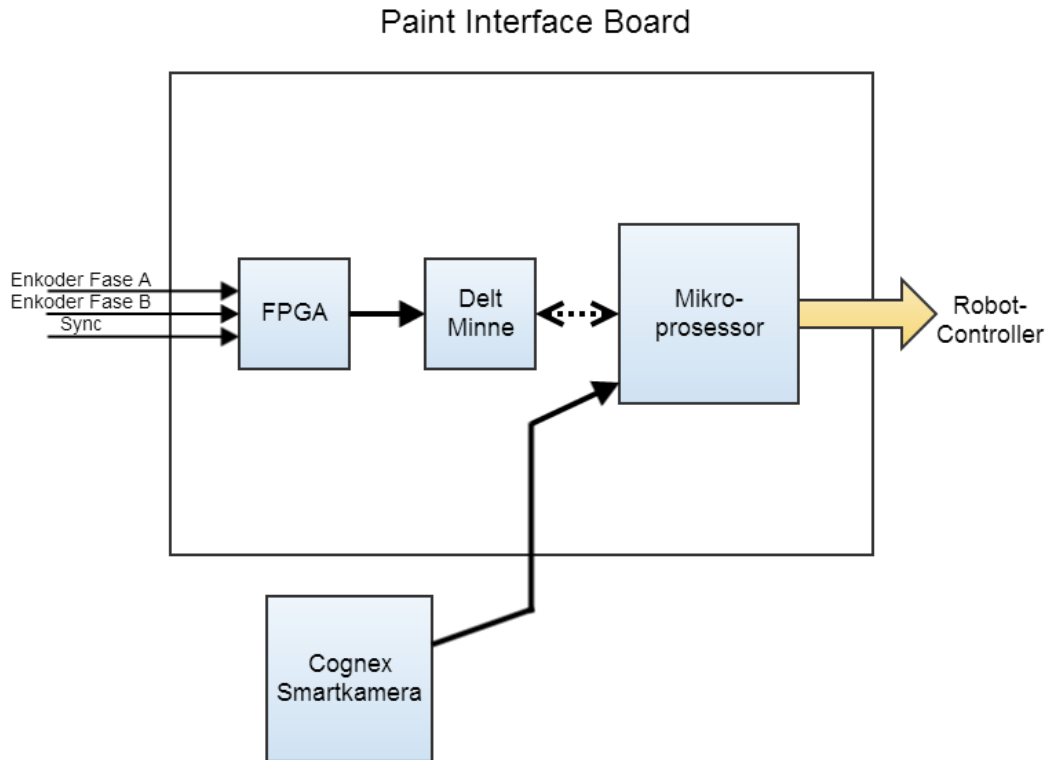 Paint Interface Board
Enkoder Fase A
Enkoder Fase B
Sync
FPGA
Delt
Minne
Mikro-
prosessor
Robot-
Controller
Cognex
Smartkamera